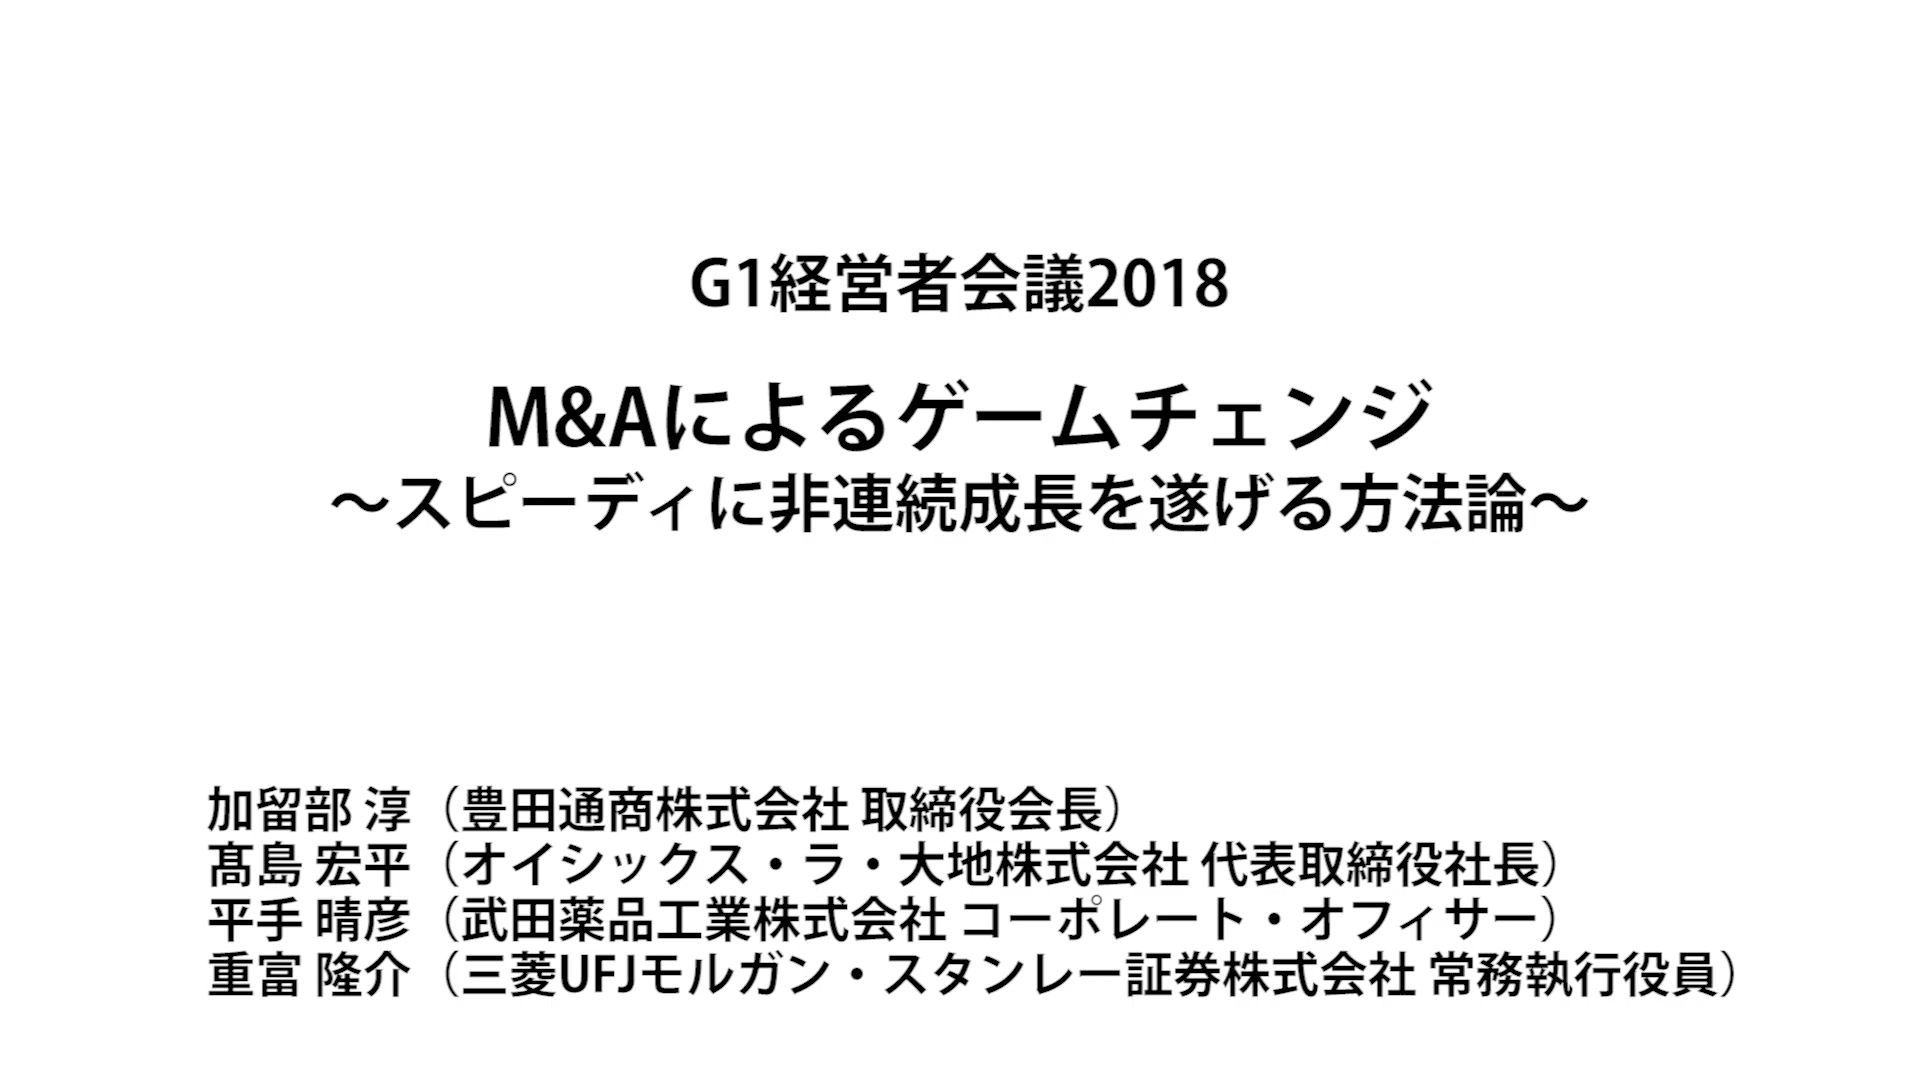 G1経営者会議2018
M&Aによるゲームチェンジ
～スピーディに非連続成長を遂げる方法論～
加留部 淳（豊田通商株式会社 取締役会長）
髙島 宏平（オイシックス・ラ・大地株式会社 代表取締役社長）
平手 晴彦（武田薬品工業株式会社 コーポレート・オフィサー）
重富 隆介（三菱UFJモルガン・スタンレー証券株式会社 常務執行役員）